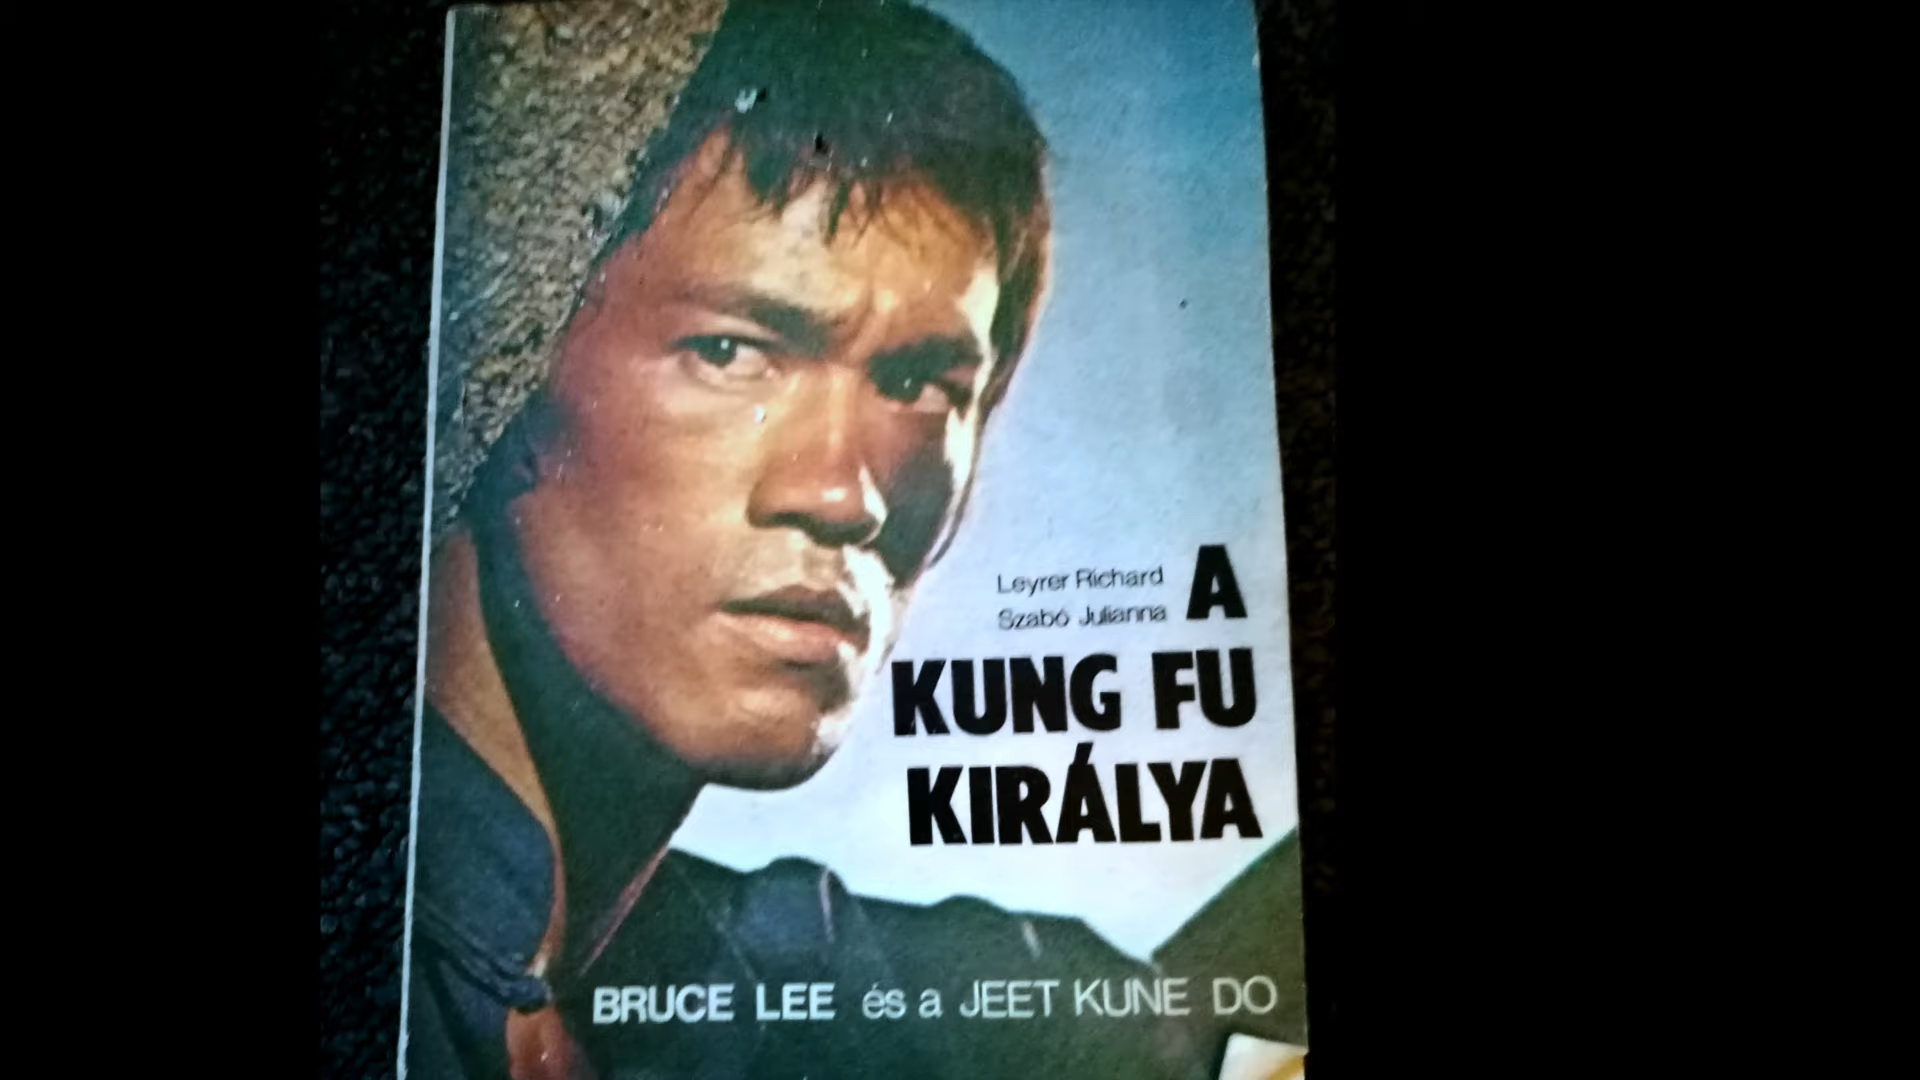 Leyrer Richard
Szabó Julianna
A
KUNG FU
KIRÁLYA
BRUCE LEE és a JEET KUNE DO